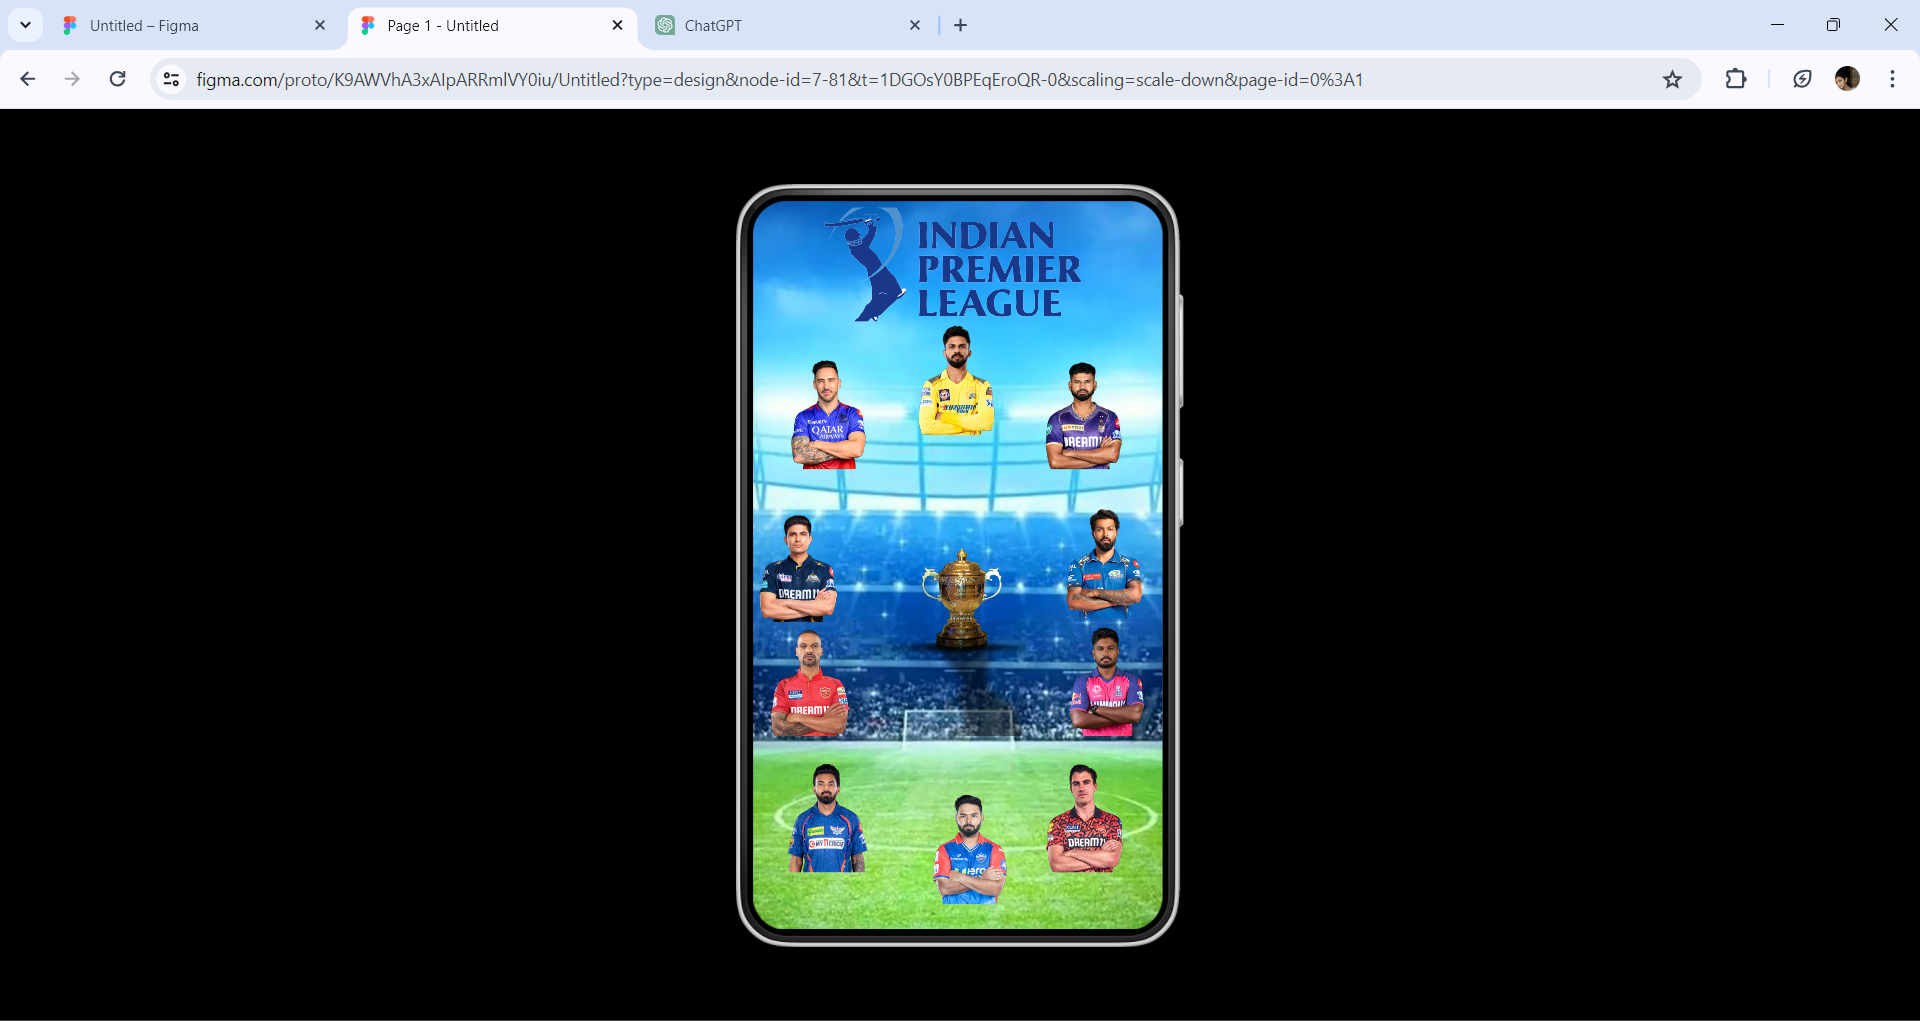 Untitled – Figma
Page 1 - Untitled
ChatGPT
figma.com/proto/K9AWVhA3xAIpARRmlVY0iu/Untitled?type=design&node-id=7-81&t=1DGOsY0BPEqEroQR-0&scaling=scale-down&page-id=0%3A1
INDIAN
PREMIER
LEAGUE
QATAR
AIRWAYS
DREAM11
DREAM11
DREAM11
DREAM11